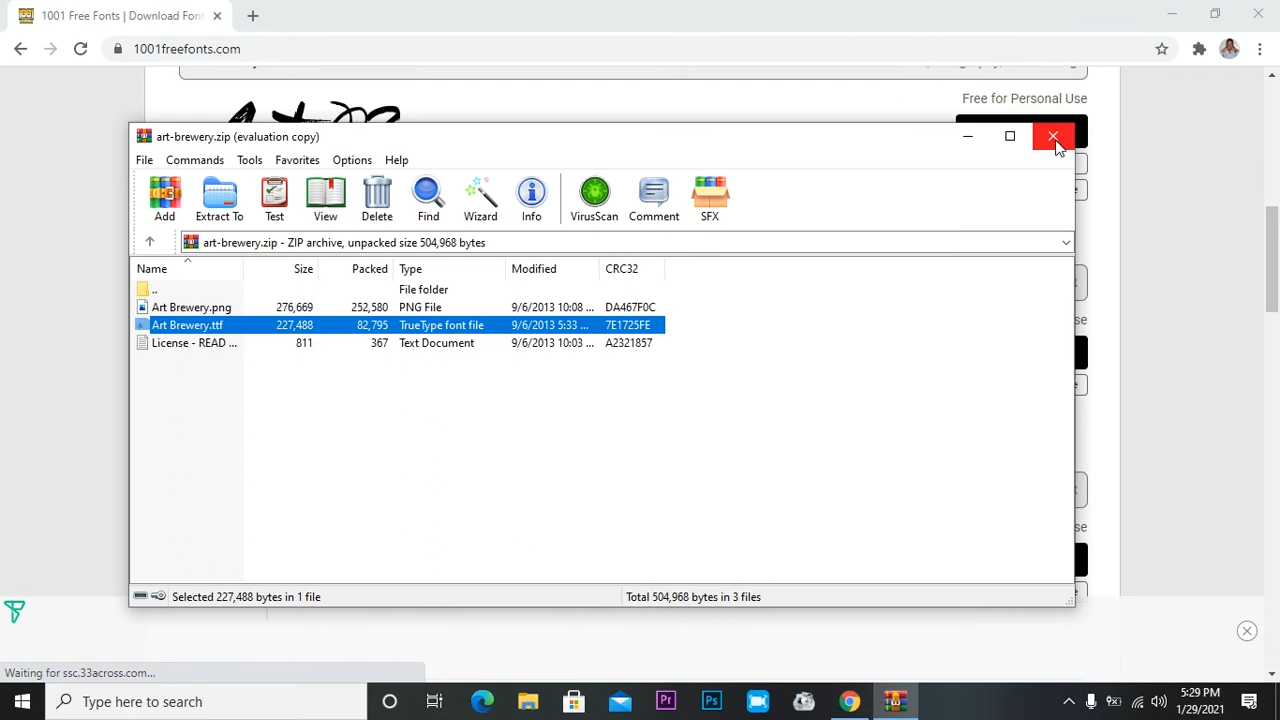 1001 Free Fonts | Download Fon
1001freefonts.com
Free for Personal Use
art-brewery.zip (evaluation copy)
File Commands Tools Favorites Options Help
Add Extract To Test View Delete Find Wizard Info VirusScan Comment SFX
art-brewery.zip - ZIP archive, unpacked size 504,968 bytes
Name Size Packed Type Modified CRC32
.. File folder
Art Brewery.png 276,669 252,580 PNG File 9/6/2013 10:08 ... DA467F0C
Art Brewery.ttf 227,488 82,795 TrueType font file 9/6/2013 5:33 ... 7E1725FE
License - READ ... 811 367 Text Document 9/6/2013 10:03 ... A2321857
Selected 227,488 bytes in 1 file Total 504,968 bytes in 3 files
Waiting for ssc.33across.com...
Type here to search
Pr
Ps
5:29 PM
1/29/2021